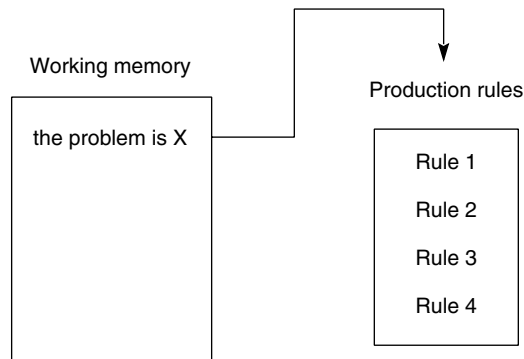 Working memory
the problem is X
Production rules
Rule 1
Rule 2
Rule 3
Rule 4